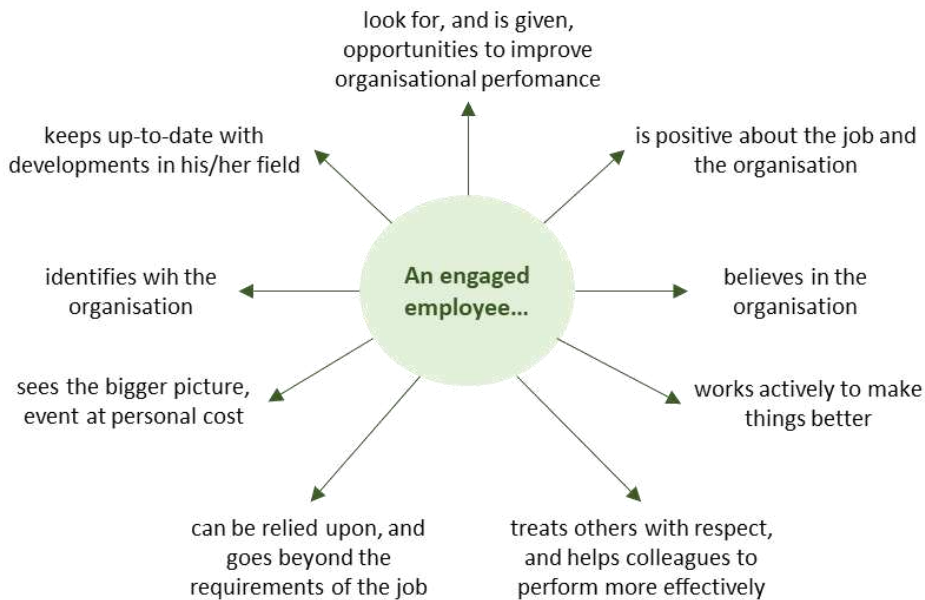 look for, and is given,
opportunities to improve
organisational perfomance
keeps up-to-date with
developments in his/her field
is positive about the job and
the organisation
identifies wih the
organisation
An engaged
employee...
believes in the
organisation
sees the bigger picture,
event at personal cost
works actively to make
things better
can be relied upon, and
goes beyond the
requirements of the job
treats others with respect,
and helps colleagues to
perform more effectively